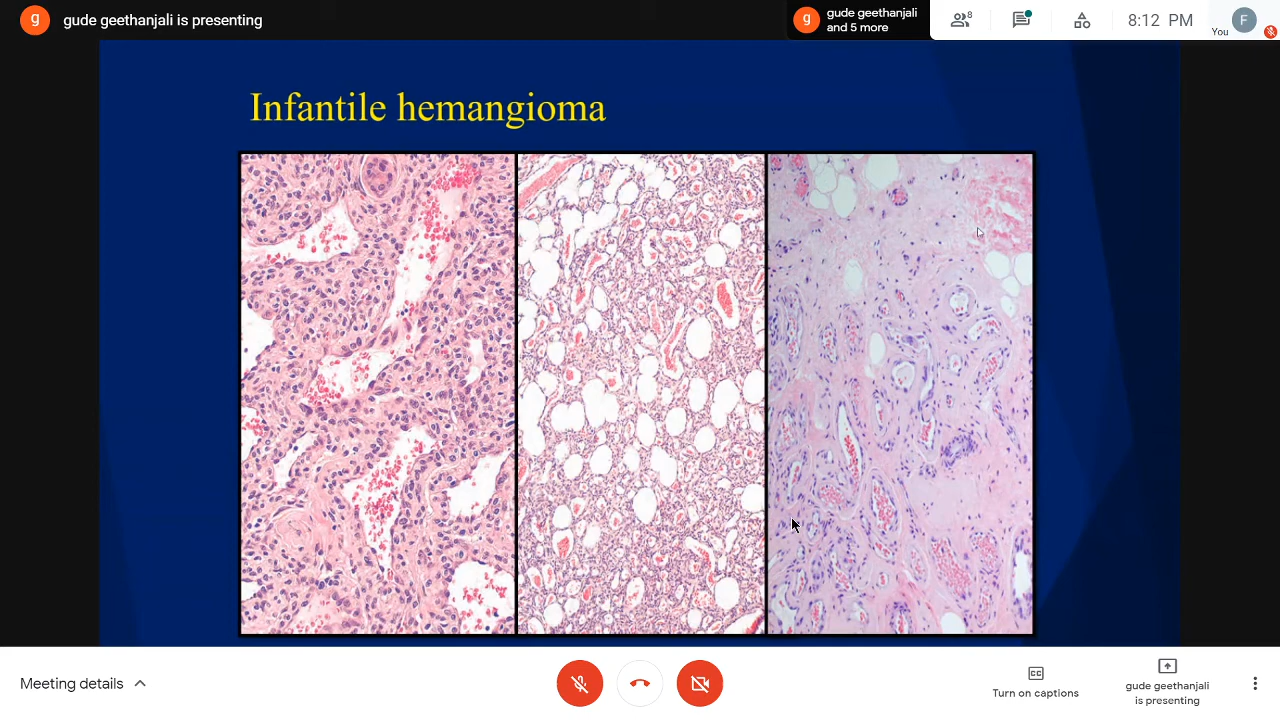 g
gude geethanjali is presenting
g
gude geethanjali
and 5 more
8
8:12 PM
You
F
Infantile hemangioma
Meeting details
CC
Turn on captions
gude geethanjali
is presenting